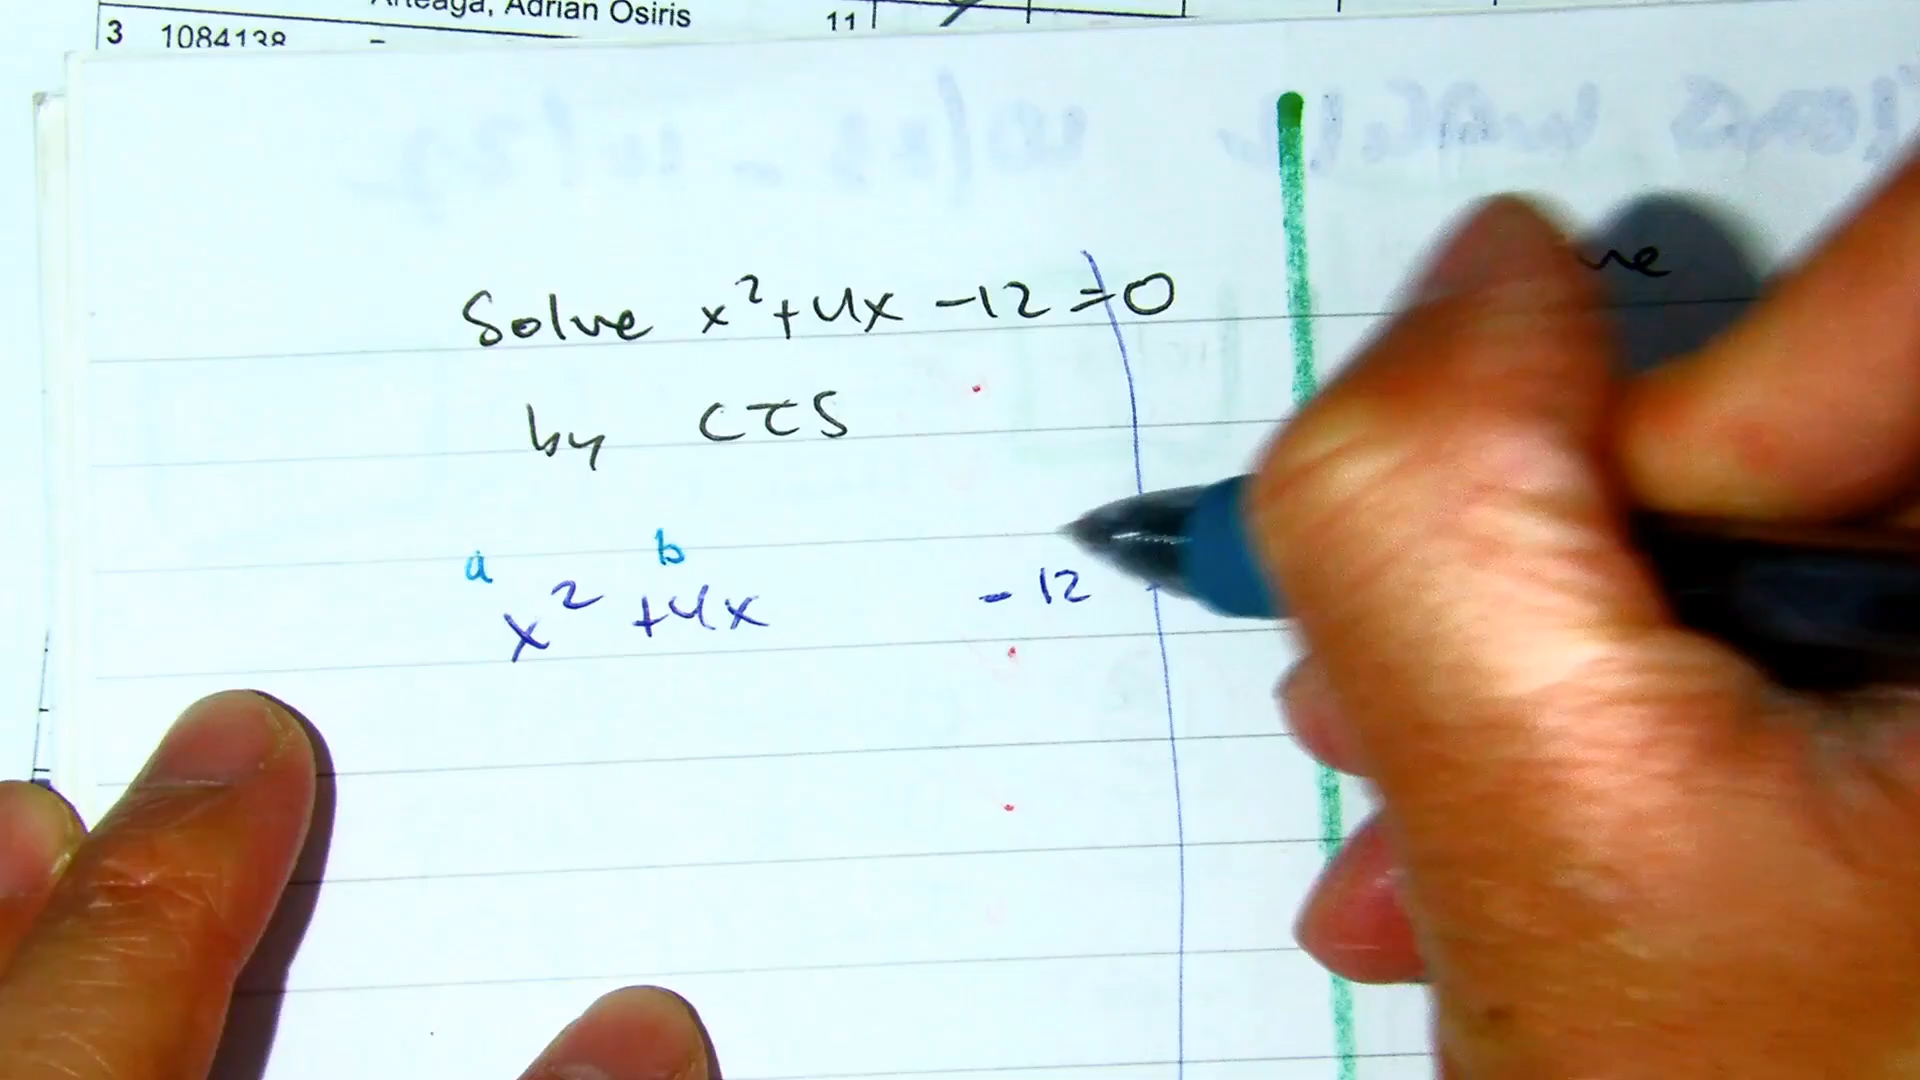 Arteaga, Adrian Osiris 11
3 1084138
Solve x²+4x -12=0
by CTS
a b
x² +4x -12